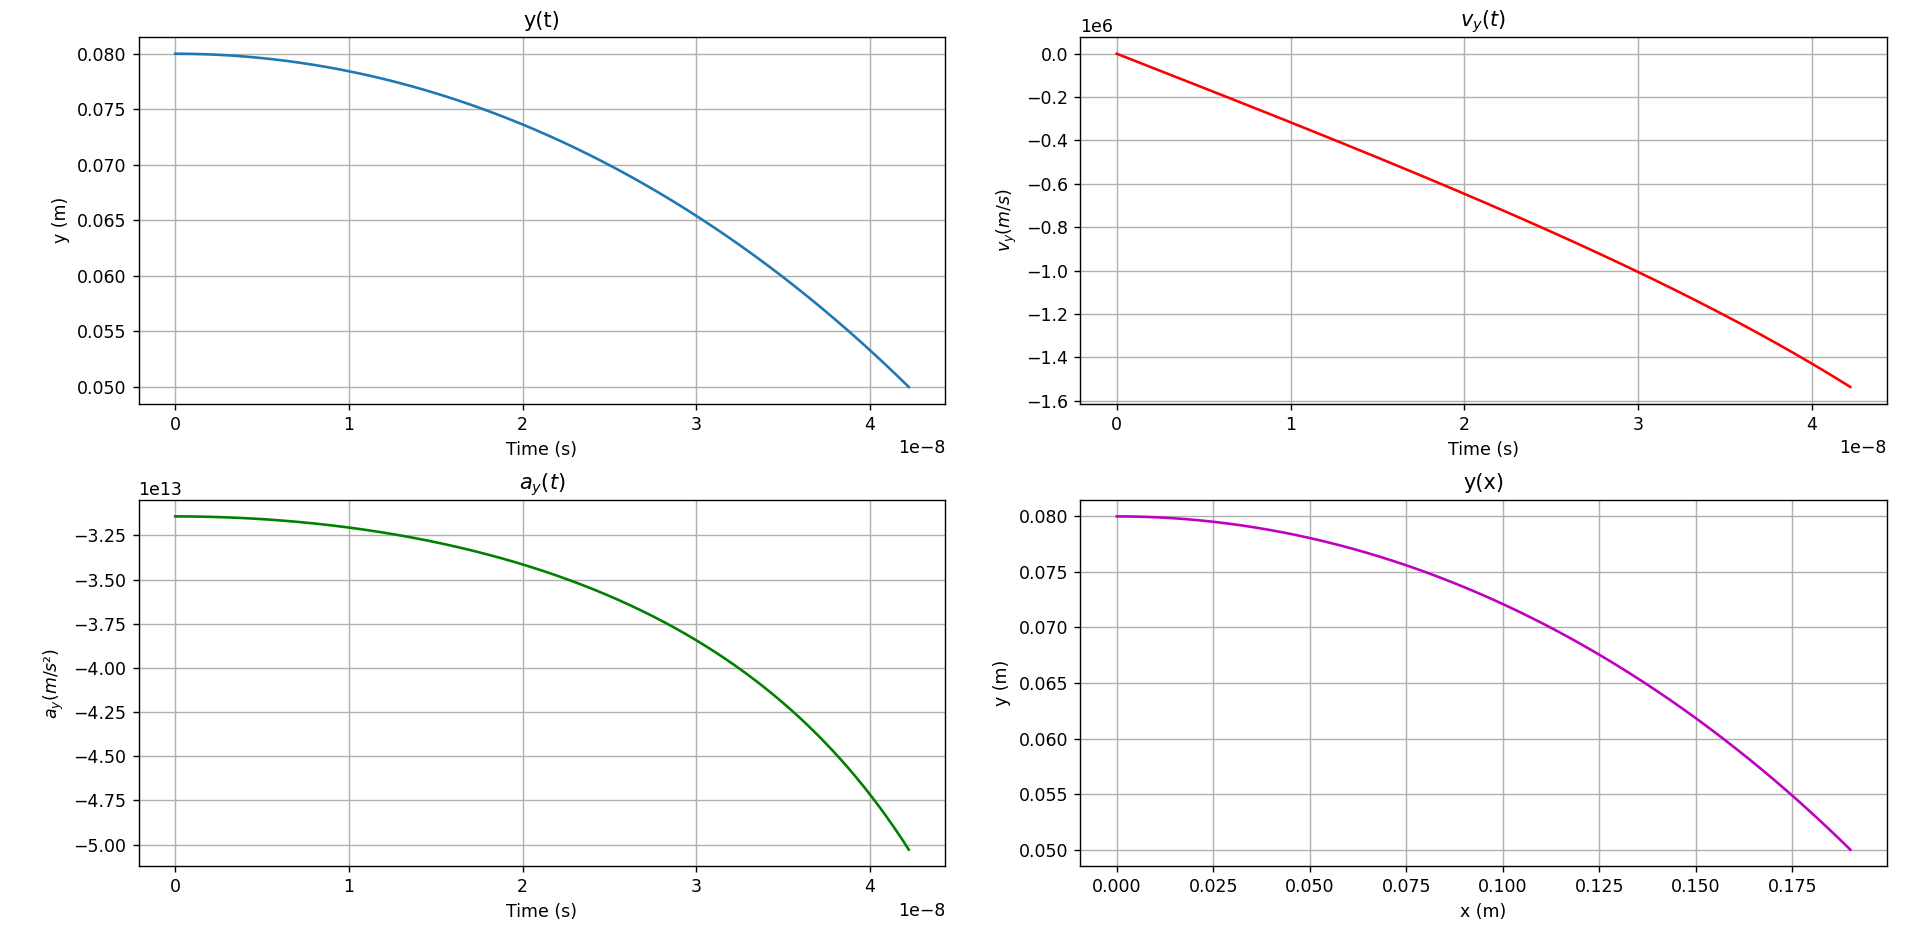 y(t)
0.080
0.075
0.070
0.065
0.060
0.055
0.050
y (m)
0 1 2 3 4
Time (s)
1e−8
v_y(t)
1e6
0.0
−0.2
−0.4
−0.6
−0.8
−1.0
−1.2
−1.4
−1.6
v_y(m/s)
0 1 2 3 4
Time (s)
1e−8
a_y(t)
1e13
−3.25
−3.50
−3.75
−4.00
−4.25
−4.50
−4.75
−5.00
a_y(m/s²)
0 1 2 3 4
Time (s)
1e−8
y(x)
0.080
0.075
0.070
0.065
0.060
0.055
0.050
y (m)
0.000 0.025 0.050 0.075 0.100 0.125 0.150 0.175
x (m)